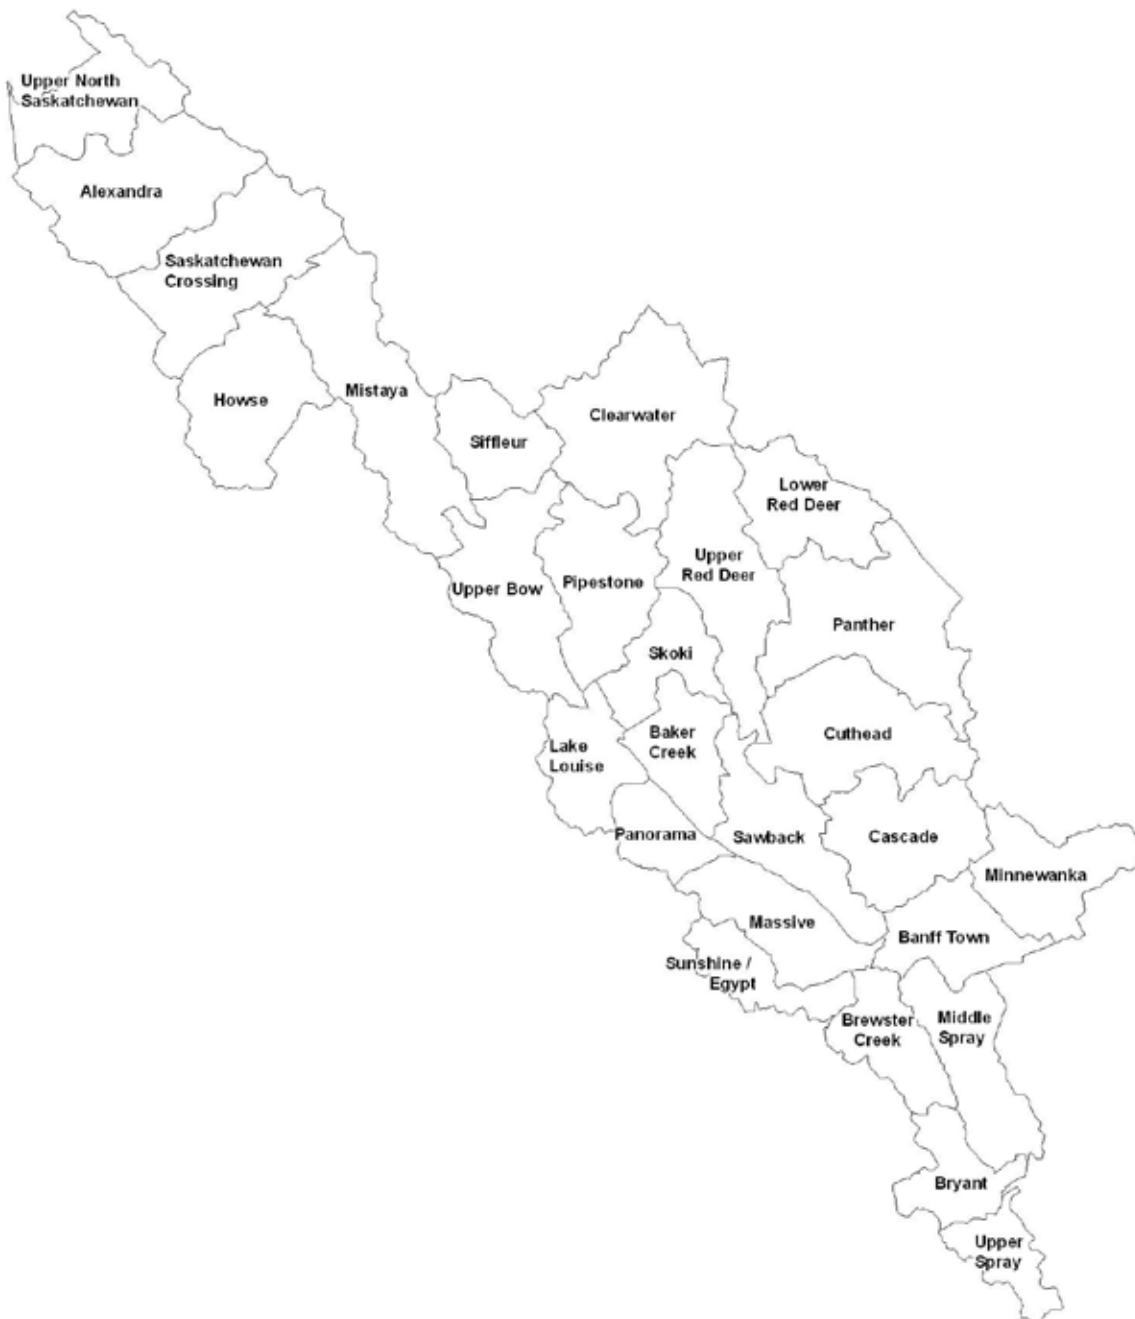 Upper North
Saskatchewan
Alexandra
Saskatchewan
Crossing
Howse
Mistaya
Siffleur
Clearwater
Lower
Red Deer
Upper
Red Deer
Upper Bow
Pipestone
Panther
Skoki
Baker
Creek
Cuthead
Lake
Louise
Panorama
Sawback
Cascade
Minnewanka
Massive
Banff Town
Sunshine /
Egypt
Brewster
Creek
Middle
Spray
Bryant
Upper
Spray